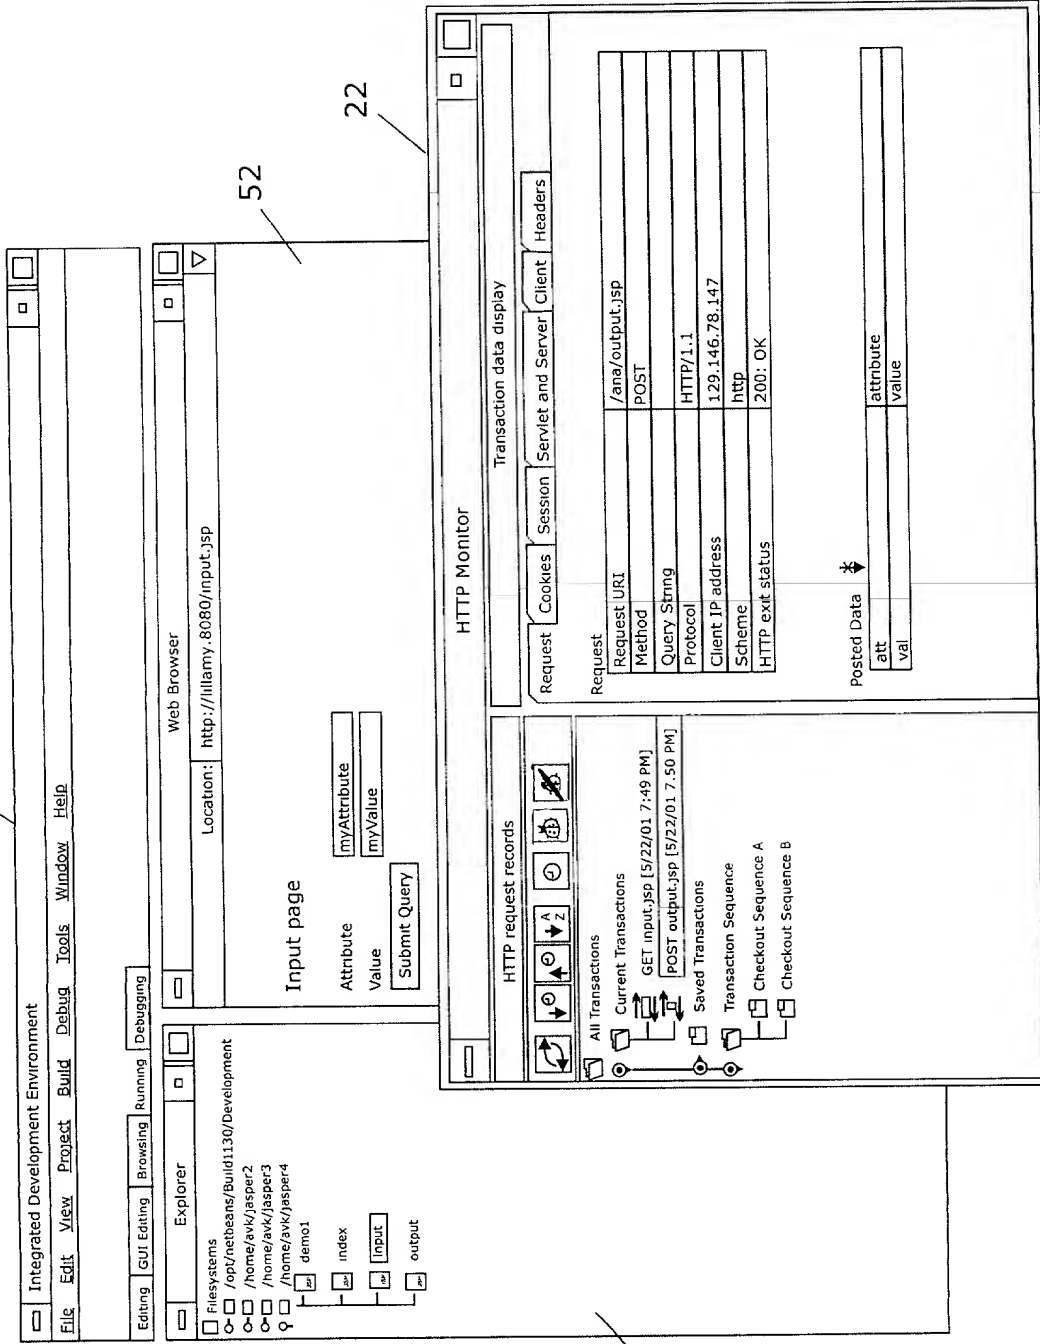 Integrated Development Environment
File Edit View Project Build Debug Tools Window Help
Editing GUI Editing Browsing Running Debugging
Explorer
Filesystems
/opt/netbeans/Build1130/Development
/home/avk/jasper2
/home/avk/jasper3
/home/avk/jasper4
demo1
index
input
output
Web Browser
Location: http://lillamy.8080/input.jsp
Input page
Attribute myAttribute
Value myValue
Submit Query
52
22
HTTP Monitor
HTTP request records
A
Z
All Transactions
Current Transactions
GET input.jsp [5/22/01 7:49 PM]
POST output.jsp [5/22/01 7.50 PM]
Saved Transactions
Transaction Sequence
Checkout Sequence A
Checkout Sequence B
Transaction data display
Request Cookies Session Servlet and Server Client Headers
Request
Request URI /ana/output.jsp
Method POST
Query String
Protocol HTTP/1.1
Client IP address 129.146.78.147
Scheme http
HTTP exit status 200: OK
Posted Data
att attribute
val value